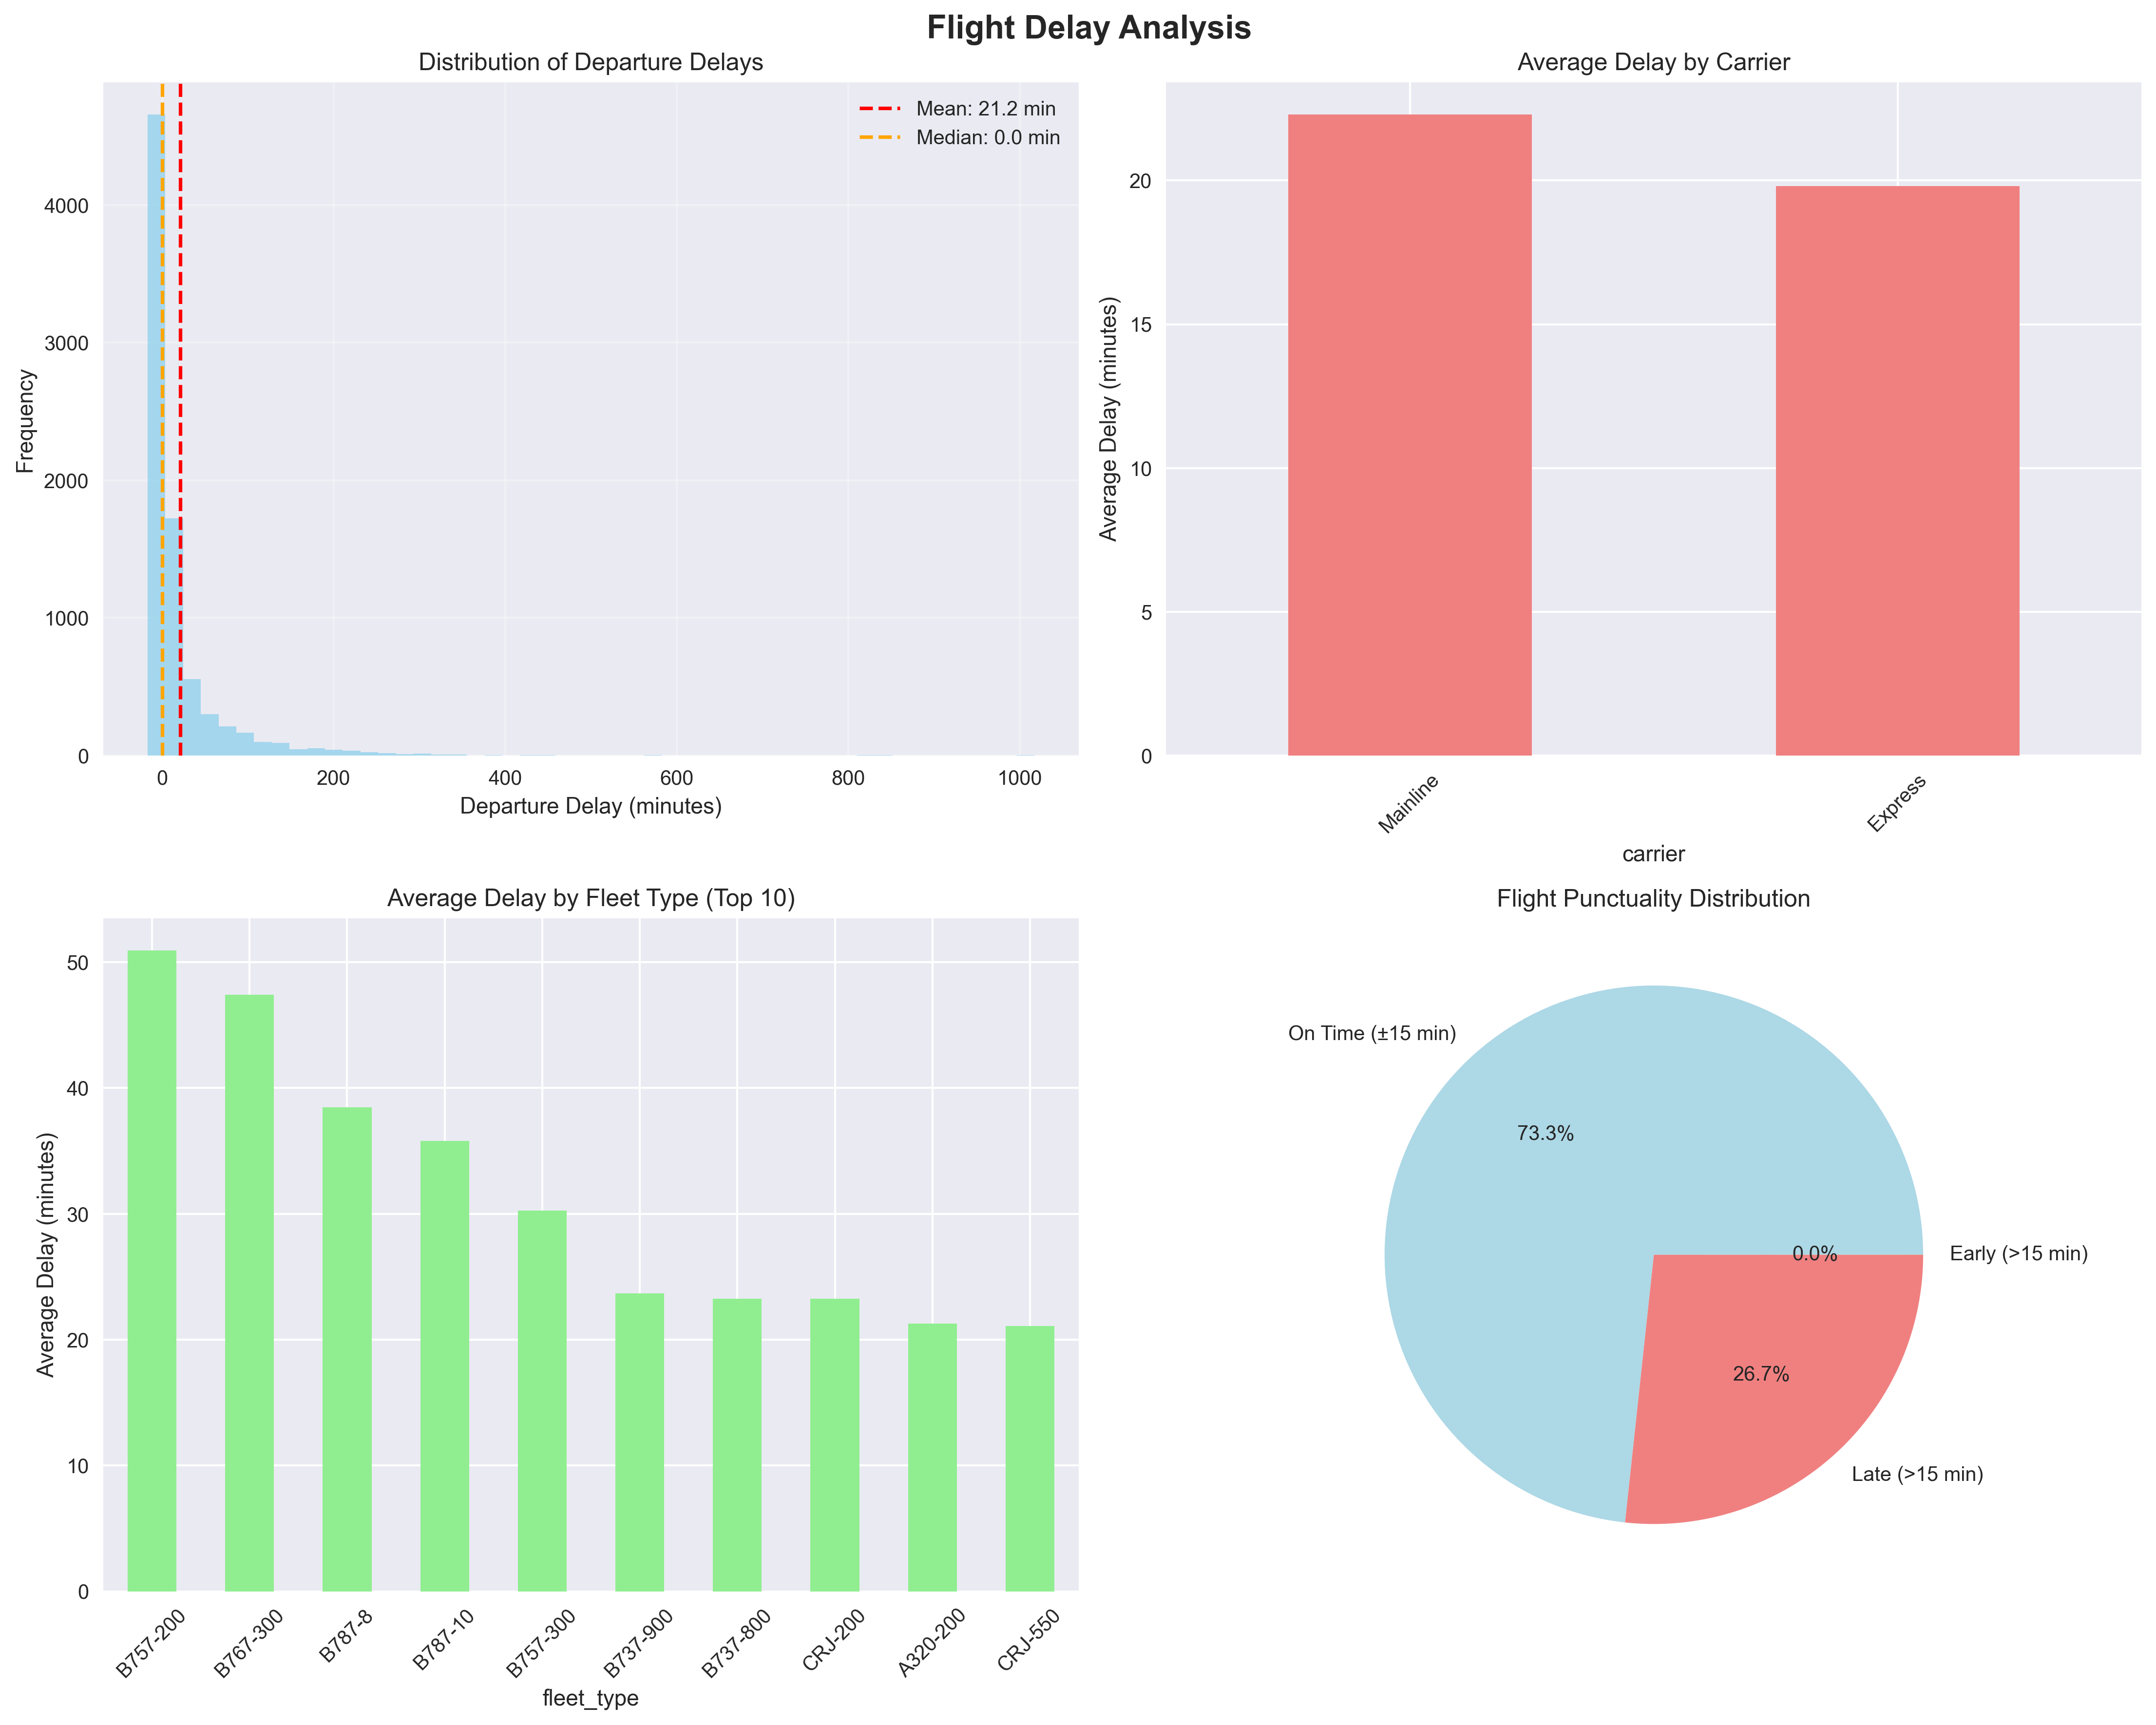 Flight Delay Analysis
Distribution of Departure Delays
Mean: 21.2 min
Median: 0.0 min
Frequency
4000
3000
2000
1000
0
0 200 400 600 800 1000
Departure Delay (minutes)
Average Delay by Carrier
Average Delay (minutes)
20
15
10
5
0
Mainline Express
carrier
Average Delay by Fleet Type (Top 10)
Average Delay (minutes)
50
40
30
20
10
0
B757-200 B767-300 B787-8 B787-10 B757-300 B737-900 B737-800 CRJ-200 A320-200 CRJ-550
fleet_type
Flight Punctuality Distribution
On Time (±15 min)
73.3%
0.0%
Early (>15 min)
26.7%
Late (>15 min)